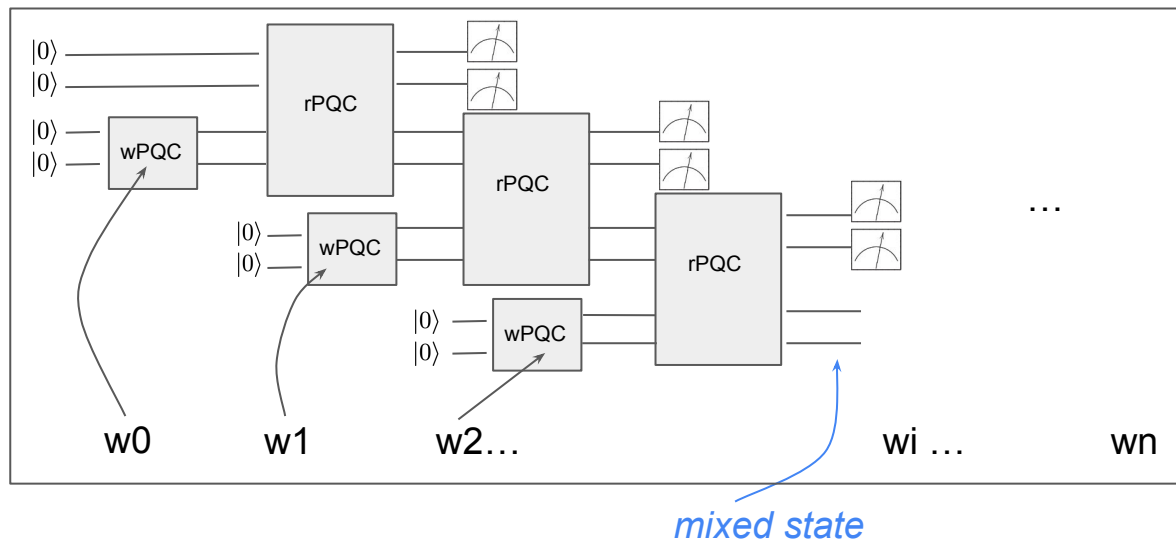 |0⟩
|0⟩
rPQC
|0⟩
|0⟩
wPQC
rPQC
|0⟩
|0⟩
wPQC
rPQC
…
|0⟩
|0⟩
wPQC
w0 w1 w2… wi … wn
mixed state